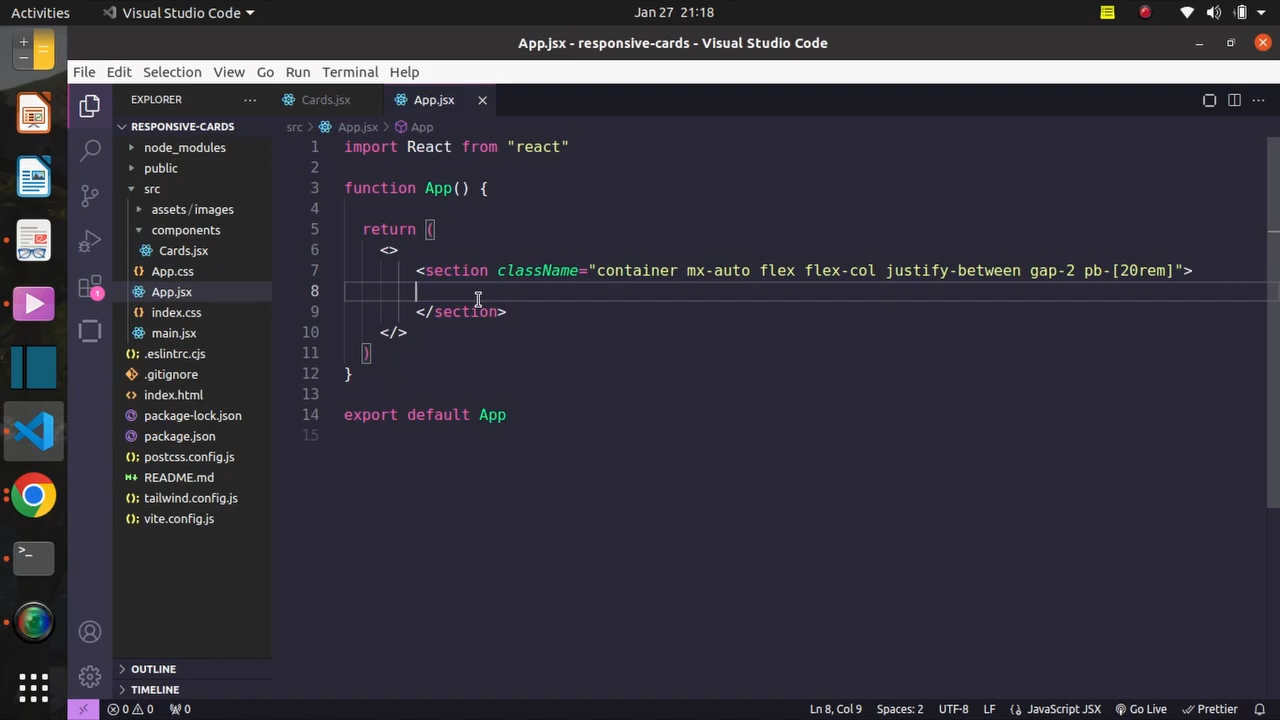 Activities
Visual Studio Code
Jan 27 21:18
App.jsx - responsive-cards - Visual Studio Code
File Edit Selection View Go Run Terminal Help
EXPLORER
Cards.jsx
App.jsx
RESPONSIVE-CARDS
src > App.jsx > App
node_modules
public
src
assets/images
components
Cards.jsx
App.css
App.jsx
index.css
main.jsx
.eslintrc.cjs
.gitignore
index.html
package-lock.json
package.json
postcss.config.js
README.md
tailwind.config.js
vite.config.js
1 import React from "react"
2
3 function App() {
4
5 return (
6 <>
7 <section className="container mx-auto flex flex-col justify-between gap-2 pb-[20rem]">
8
9 </section>
10 </>
11 )
12 }
13
14 export default App
15
1
OUTLINE
TIMELINE
0 0 0
Ln 8, Col 9 Spaces: 2 UTF-8 LF JavaScript JSX Go Live Prettier